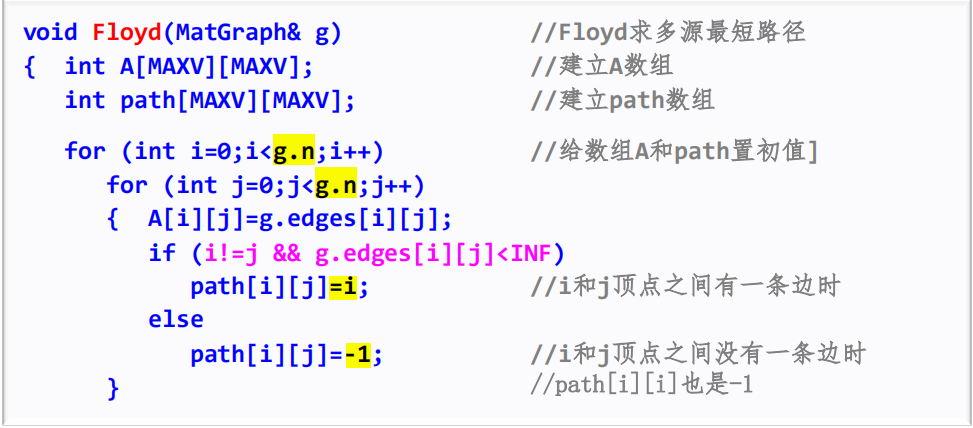 void Floyd(MatGraph& g) //Floyd求多源最短路径
{ int A[MAXV][MAXV]; //建立A数组
int path[MAXV][MAXV]; //建立path数组
for (int i=0;i<g.n;i++) //给数组A和path置初值]
for (int j=0;j<g.n;j++)
{ A[i][j]=g.edges[i][j];
if (i!=j && g.edges[i][j]<INF)
path[i][j]=i; //i和j顶点之间有一条边时
else
path[i][j]=-1; //i和j顶点之间没有一条边时
} //path[i][i]也是-1